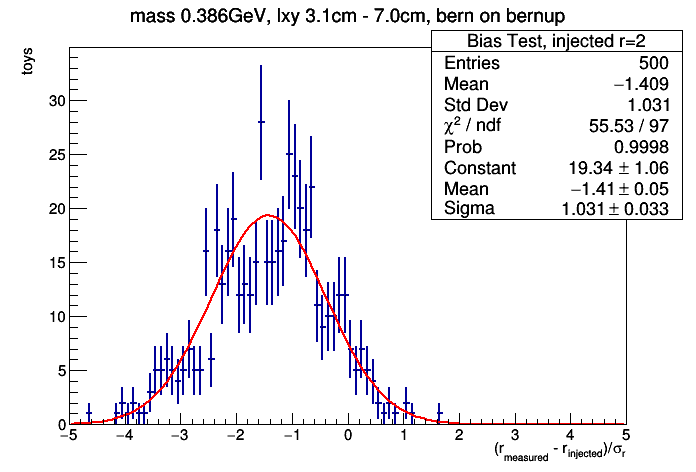 mass 0.386GeV, lxy 3.1cm - 7.0cm, bern on bernup
toys
Bias Test, injected r=2
Entries 500
Mean −1.409
Std Dev 1.031
χ² / ndf 55.53 / 97
Prob 0.9998
Constant 19.34 ± 1.06
Mean −1.41 ± 0.05
Sigma 1.031 ± 0.033
30
25
20
15
10
5
0
−5 −4 −3 −2 −1 0 1 2 3 4 5
(r_measured - r_injected)/σ_r